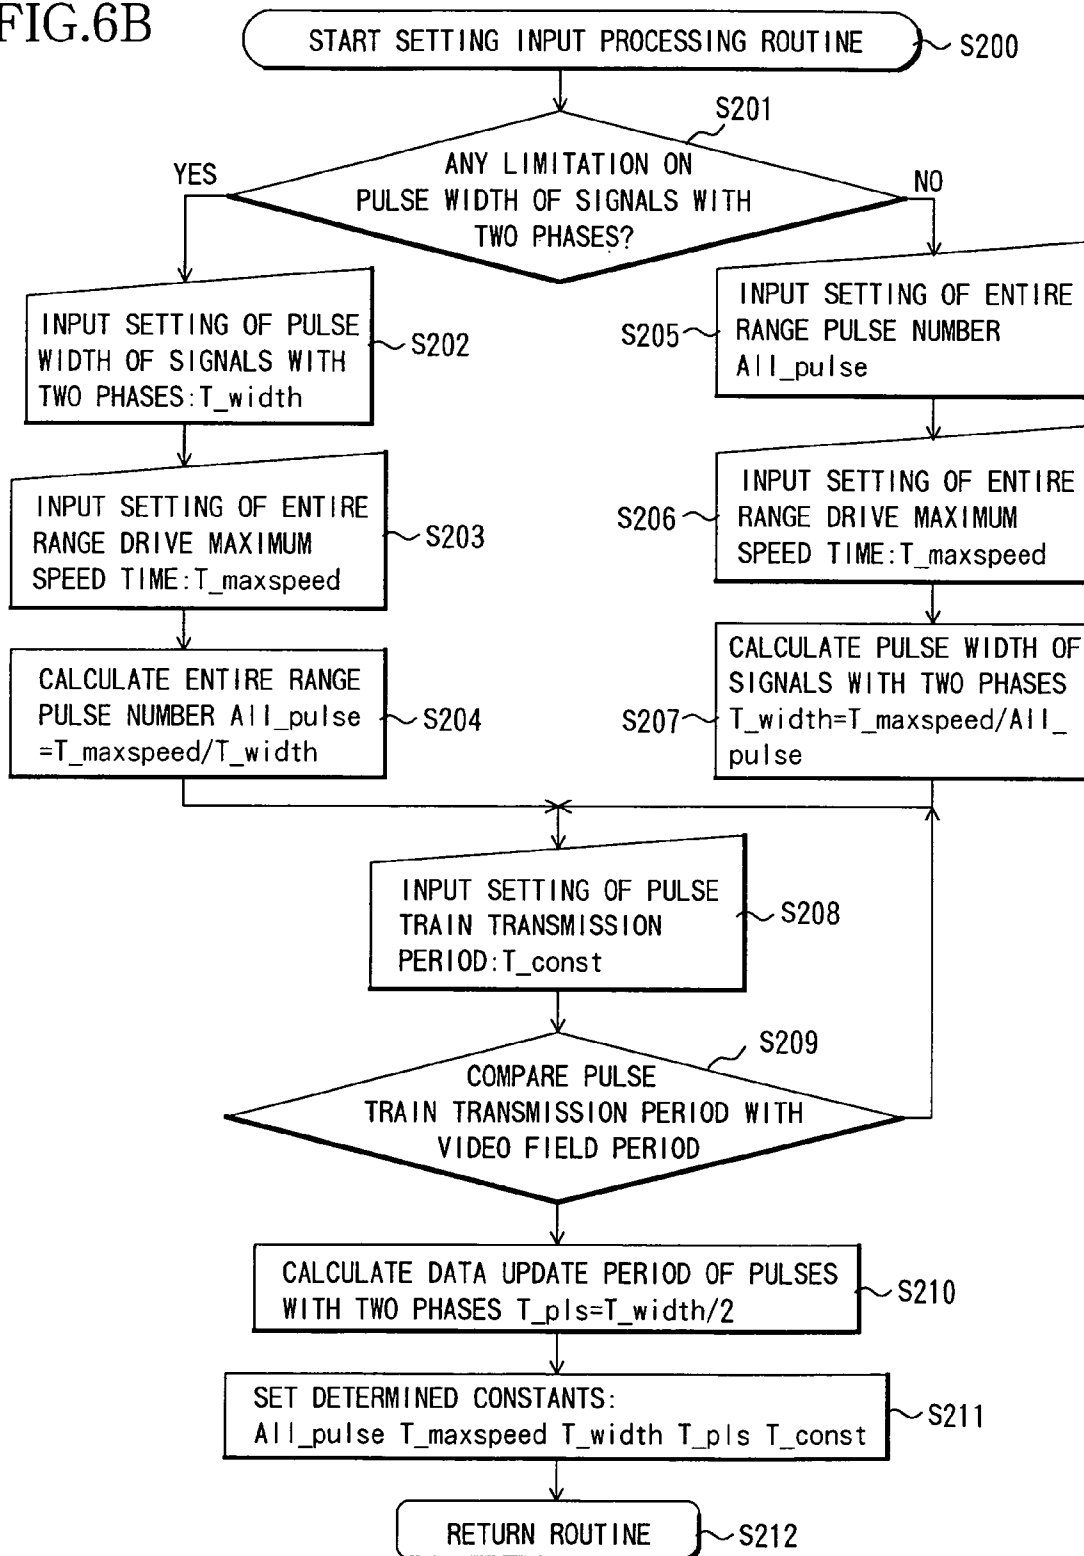 FIG.6B
START SETTING INPUT PROCESSING ROUTINE
S200
S201
ANY LIMITATION ON
PULSE WIDTH OF SIGNALS WITH
TWO PHASES?
YES
NO
INPUT SETTING OF PULSE
WIDTH OF SIGNALS WITH
TWO PHASES:T_width
S202
INPUT SETTING OF ENTIRE
RANGE DRIVE MAXIMUM
SPEED TIME:T_maxspeed
S203
CALCULATE ENTIRE RANGE
PULSE NUMBER All_pulse
=T_maxspeed/T_width
S204
INPUT SETTING OF ENTIRE
RANGE PULSE NUMBER
All_pulse
S205
INPUT SETTING OF ENTIRE
RANGE DRIVE MAXIMUM
SPEED TIME:T_maxspeed
S206
CALCULATE PULSE WIDTH OF
SIGNALS WITH TWO PHASES
T_width=T_maxspeed/All_
pulse
S207
INPUT SETTING OF PULSE
TRAIN TRANSMISSION
PERIOD:T_const
S208
S209
COMPARE PULSE
TRAIN TRANSMISSION PERIOD WITH
VIDEO FIELD PERIOD
CALCULATE DATA UPDATE PERIOD OF PULSES
WITH TWO PHASES T_pls=T_width/2
S210
SET DETERMINED CONSTANTS:
All_pulse T_maxspeed T_width T_pls T_const
S211
RETURN ROUTINE
S212